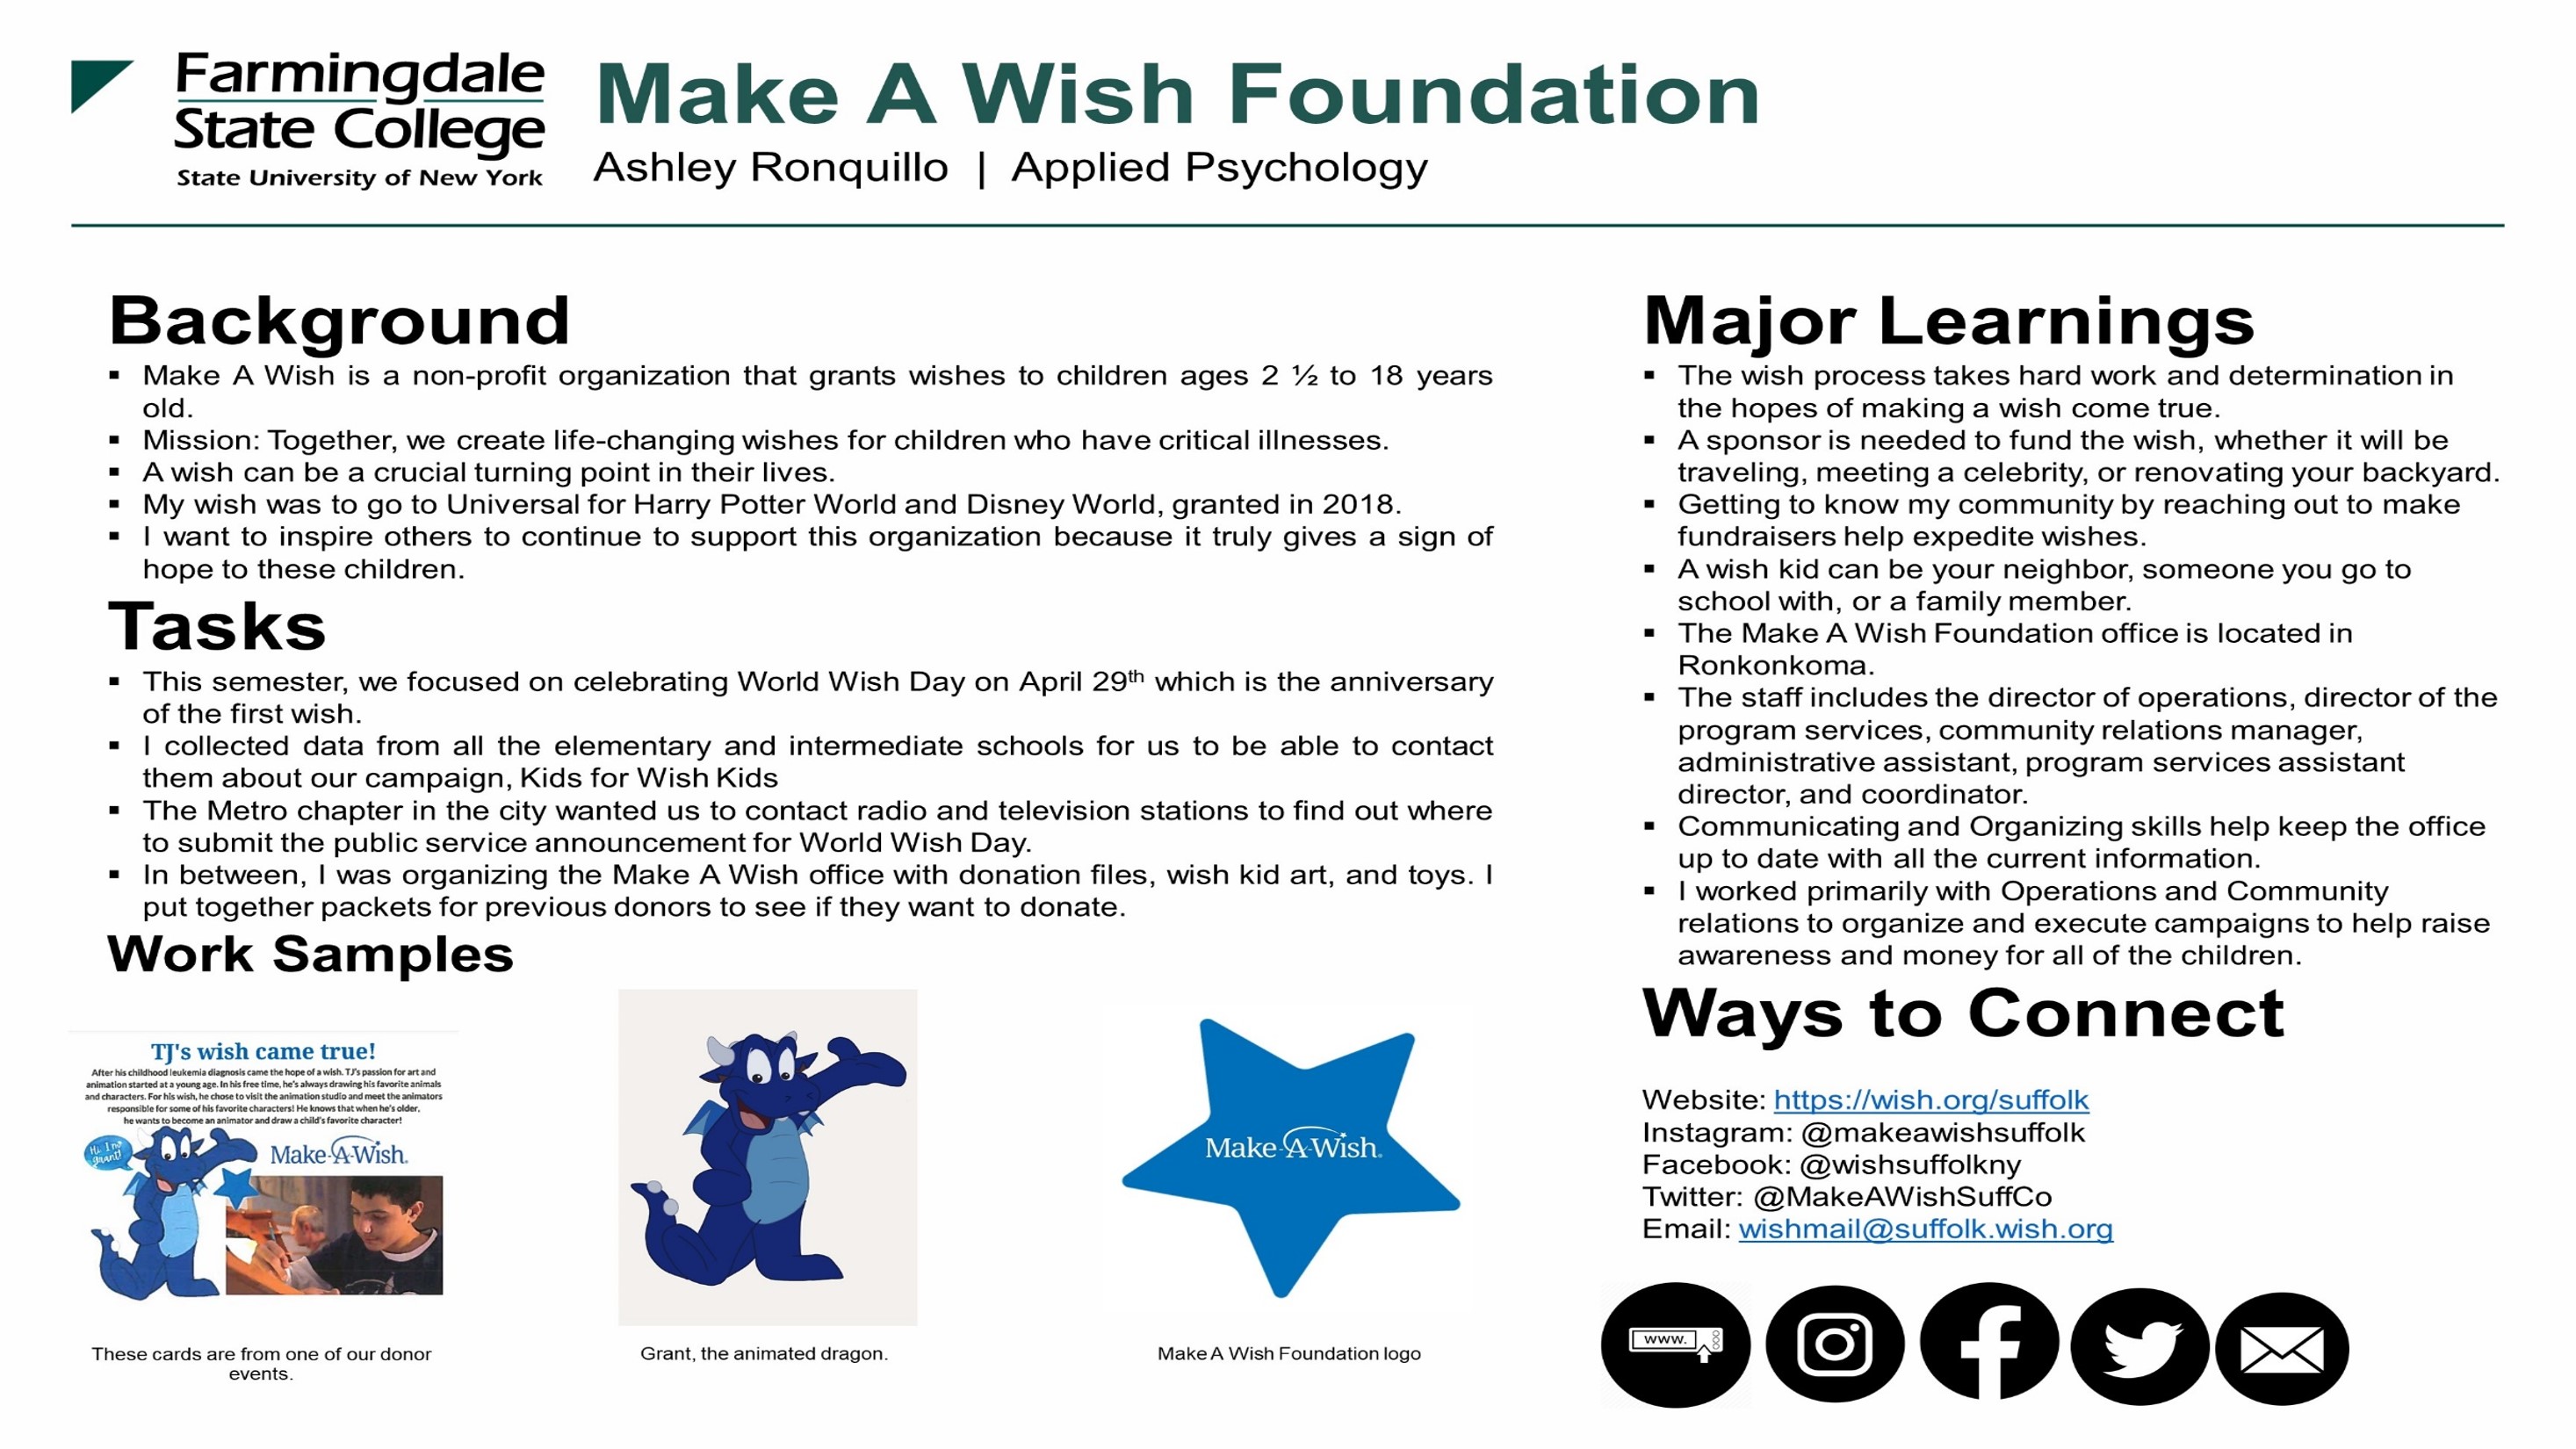 Farmingdale
State College
State University of New York
Make A Wish Foundation
Ashley Ronquillo | Applied Psychology
Background
▪ Make A Wish is a non-profit organization that grants wishes to children ages 2 ½ to 18 years
old.
▪ Mission: Together, we create life-changing wishes for children who have critical illnesses.
▪ A wish can be a crucial turning point in their lives.
▪ My wish was to go to Universal for Harry Potter World and Disney World, granted in 2018.
▪ I want to inspire others to continue to support this organization because it truly gives a sign of
hope to these children.
Tasks
▪ This semester, we focused on celebrating World Wish Day on April 29th which is the anniversary
of the first wish.
▪ I collected data from all the elementary and intermediate schools for us to be able to contact
them about our campaign, Kids for Wish Kids
▪ The Metro chapter in the city wanted us to contact radio and television stations to find out where
to submit the public service announcement for World Wish Day.
▪ In between, I was organizing the Make A Wish office with donation files, wish kid art, and toys. I
put together packets for previous donors to see if they want to donate.
Work Samples
TJ's wish came true!
After his childhood leukemia diagnosis came the hope of a wish. TJ's passion for art and
animation started at a young age. In his free time, he's always drawing his favorite animals
and characters. For his wish, he chose to visit the animation studio and meet the animators
responsible for some of his favorite characters! He knows that when he's older,
he wants to become an animator and draw a child's favorite character!
Hi, I'm
grant!
Make-A-Wish.
These cards are from one of our donor
events.
Grant, the animated dragon.
Make-A-Wish.
Make A Wish Foundation logo
Major Learnings
▪ The wish process takes hard work and determination in
the hopes of making a wish come true.
▪ A sponsor is needed to fund the wish, whether it will be
traveling, meeting a celebrity, or renovating your backyard.
▪ Getting to know my community by reaching out to make
fundraisers help expedite wishes.
▪ A wish kid can be your neighbor, someone you go to
school with, or a family member.
▪ The Make A Wish Foundation office is located in
Ronkonkoma.
▪ The staff includes the director of operations, director of the
program services, community relations manager,
administrative assistant, program services assistant
director, and coordinator.
▪ Communicating and Organizing skills help keep the office
up to date with all the current information.
▪ I worked primarily with Operations and Community
relations to organize and execute campaigns to help raise
awareness and money for all of the children.
Ways to Connect
Website: https://wish.org/suffolk
Instagram: @makeawishsuffolk
Facebook: @wishsuffolkny
Twitter: @MakeAWishSuffCo
Email: wishmail@suffolk.wish.org
www.